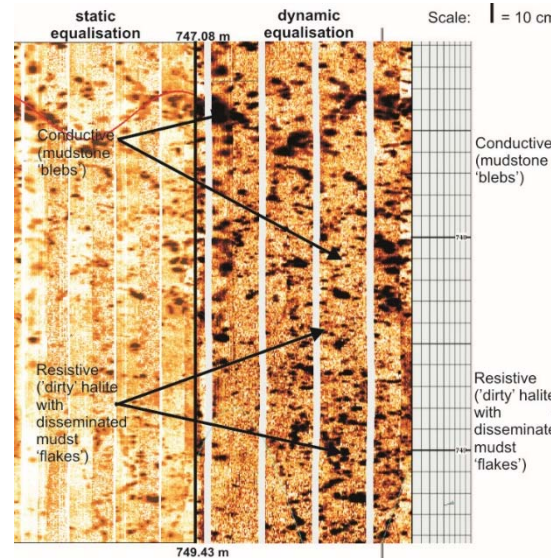 static
equalisation
747.08 m
dynamic
equalisation
Scale:
= 10 cm
Conductive
(mudstone
'blebs')
Conductive
(mudstone
'blebs')
Resistive
('dirty' halite
with
disseminated
mudst
'flakes')
Resistive
('dirty' halite
with
disseminate
mudst
'flakes')
749.43 m